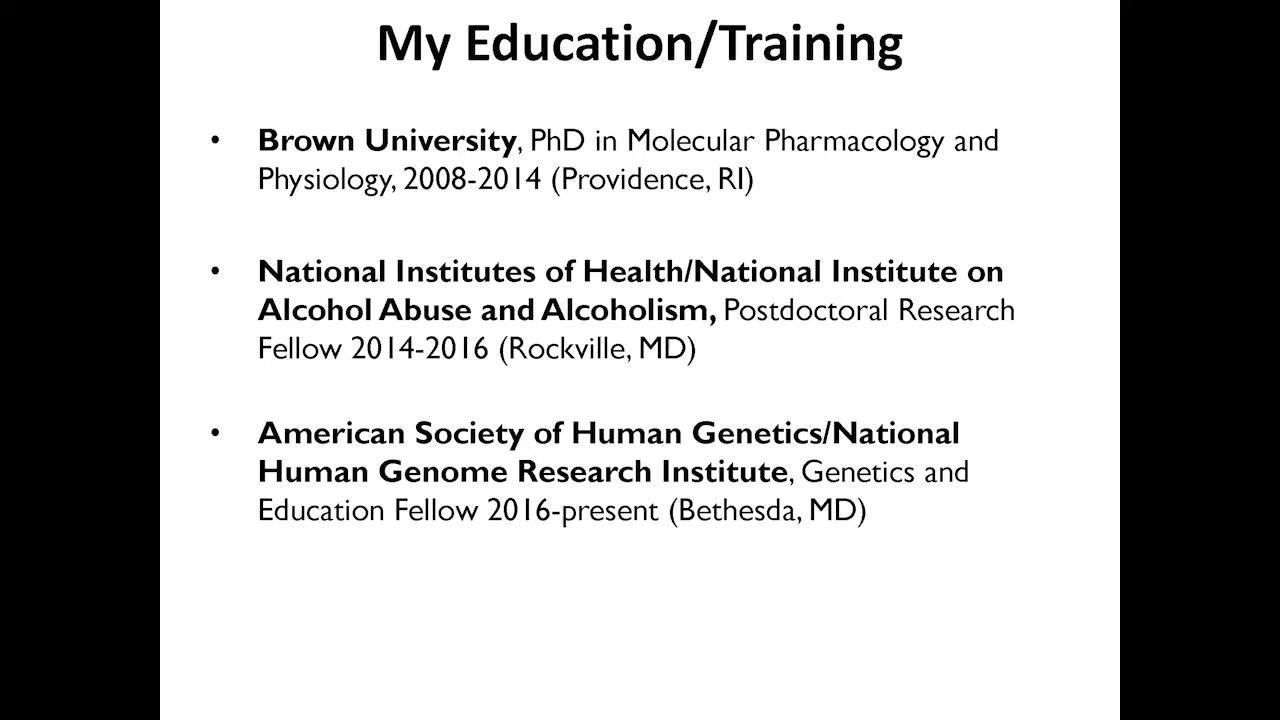 My Education/Training
• Brown University, PhD in Molecular Pharmacology and
Physiology, 2008-2014 (Providence, RI)
• National Institutes of Health/National Institute on
Alcohol Abuse and Alcoholism, Postdoctoral Research
Fellow 2014-2016 (Rockville, MD)
• American Society of Human Genetics/National
Human Genome Research Institute, Genetics and
Education Fellow 2016-present (Bethesda, MD)